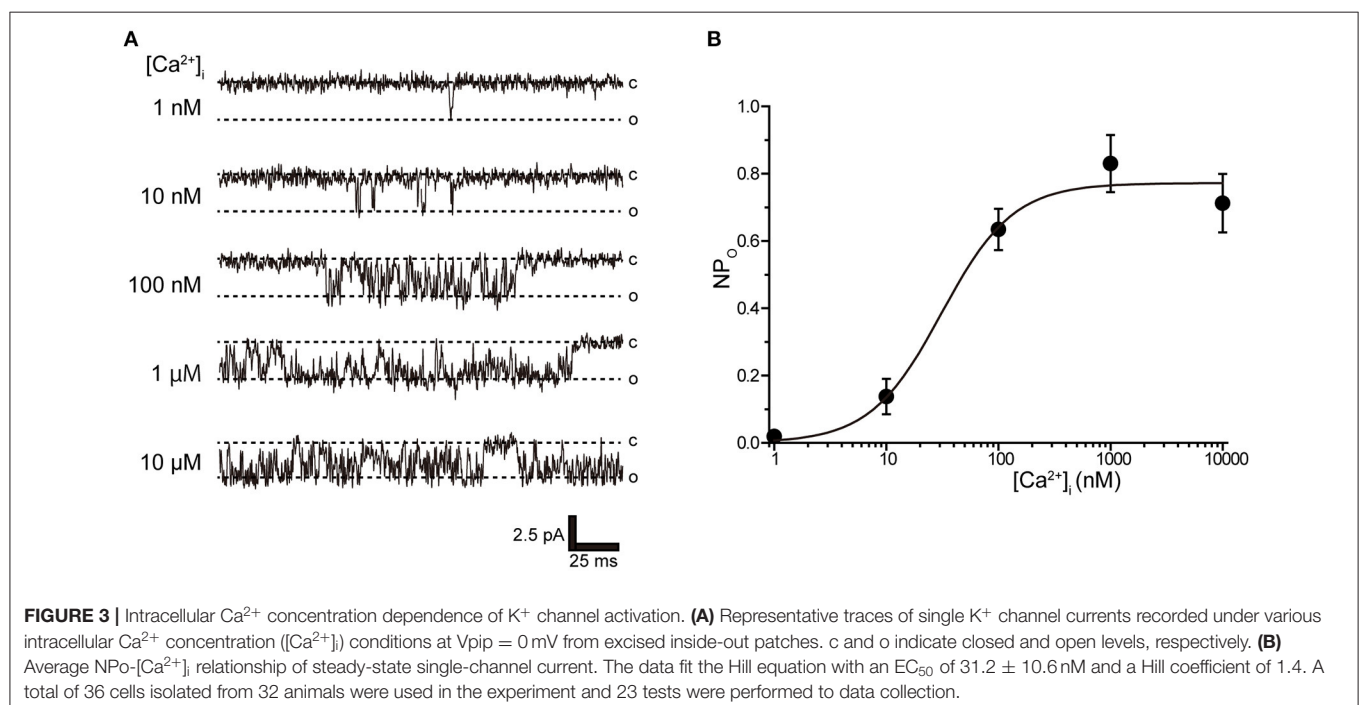 A
[Ca²⁺]ᵢ
1 nM
c
o
10 nM
c
o
100 nM
c
o
1 µM
c
o
10 µM
c
o
2.5 pA
25 ms
B
1.0
0.8
0.6
0.4
0.2
0.0
NPO
1
10
100
1000
10000
[Ca²⁺]ᵢ (nM)
FIGURE 3 | Intracellular Ca²⁺ concentration dependence of K⁺ channel activation. (A) Representative traces of single K⁺ channel currents recorded under various
intracellular Ca²⁺ concentration ([Ca²⁺]ᵢ) conditions at Vpip = 0 mV from excised inside-out patches. c and o indicate closed and open levels, respectively. (B)
Average NPo-[Ca²⁺]ᵢ relationship of steady-state single-channel current. The data fit the Hill equation with an EC₅₀ of 31.2 ± 10.6 nM and a Hill coefficient of 1.4. A
total of 36 cells isolated from 32 animals were used in the experiment and 23 tests were performed to data collection.